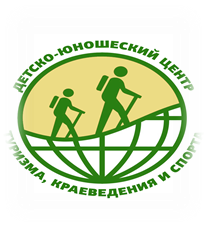 ДЕТСКО-ЮНОШЕСКИЙ ЦЕНТР
ТУРИЗМА, КРАЕВЕДЕНИЯ И СПОРТА